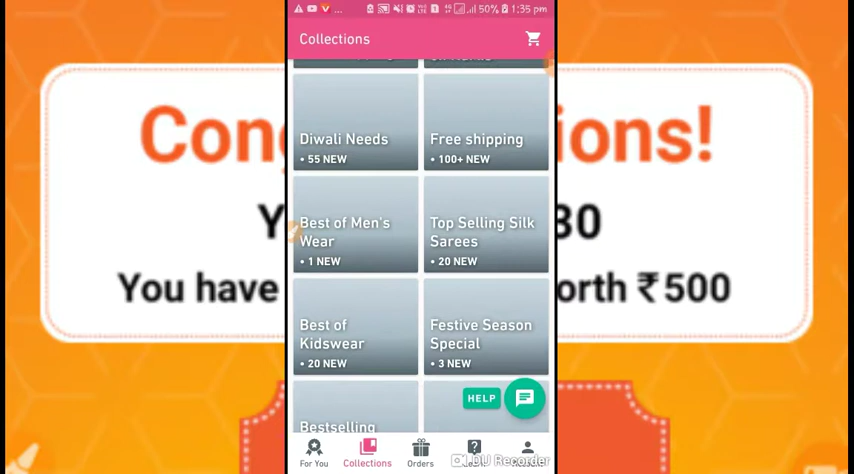 50% 1:35 pm
Collections
Diwali Needs
• 55 NEW
Free shipping
• 100+ NEW
Best of Men's
Wear
• 1 NEW
Top Selling Silk
Sarees
• 20 NEW
Best of
Kidswear
• 20 NEW
Festive Season
Special
• 3 NEW
Bestselling
HELP
For You
Collections
Orders
DU Recorder
Con
ions!
Y
30
You have
orth ₹500